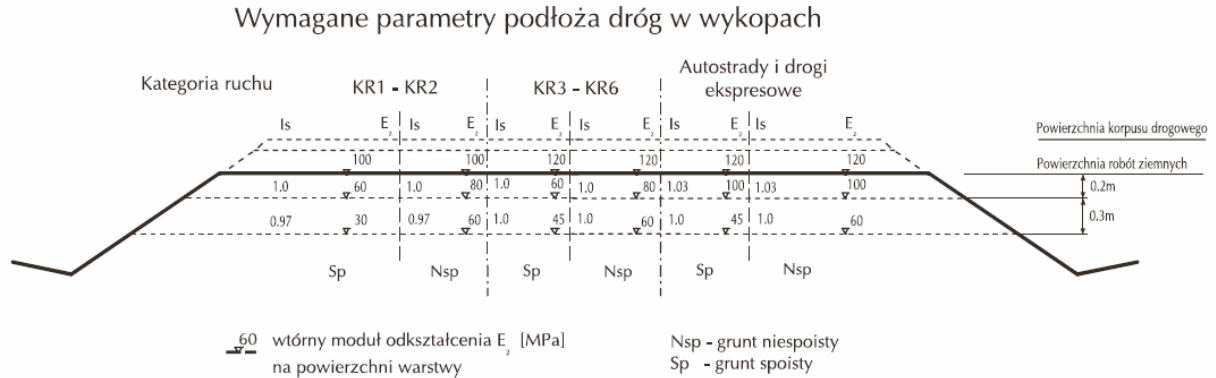 Wymagane parametry podłoża dróg w wykopach
Kategoria ruchu KR1 - KR2 KR3 - KR6 Autostrady i drogi
ekspresowe
Is E₂ Is E₂ Is E₂ Is E₂ Is E₂ Is E₂
Powierzchnia korpusu drogowego
100 100 120 120 120 120
Powierzchnia robót ziemnych
1.0 60 1.0 80 1.0 60 1.0 80 1.03 100 1.03 100 0.2m
0.97 30 0.97 60 1.0 45 1.0 60 1.0 45 1.0 60 0.3m
Sp Nsp Sp Nsp Sp Nsp
60 wtórny moduł odkształcenia E₂ [MPa]
na powierzchni warstwy
Nsp - grunt niespoisty
Sp - grunt spoisty